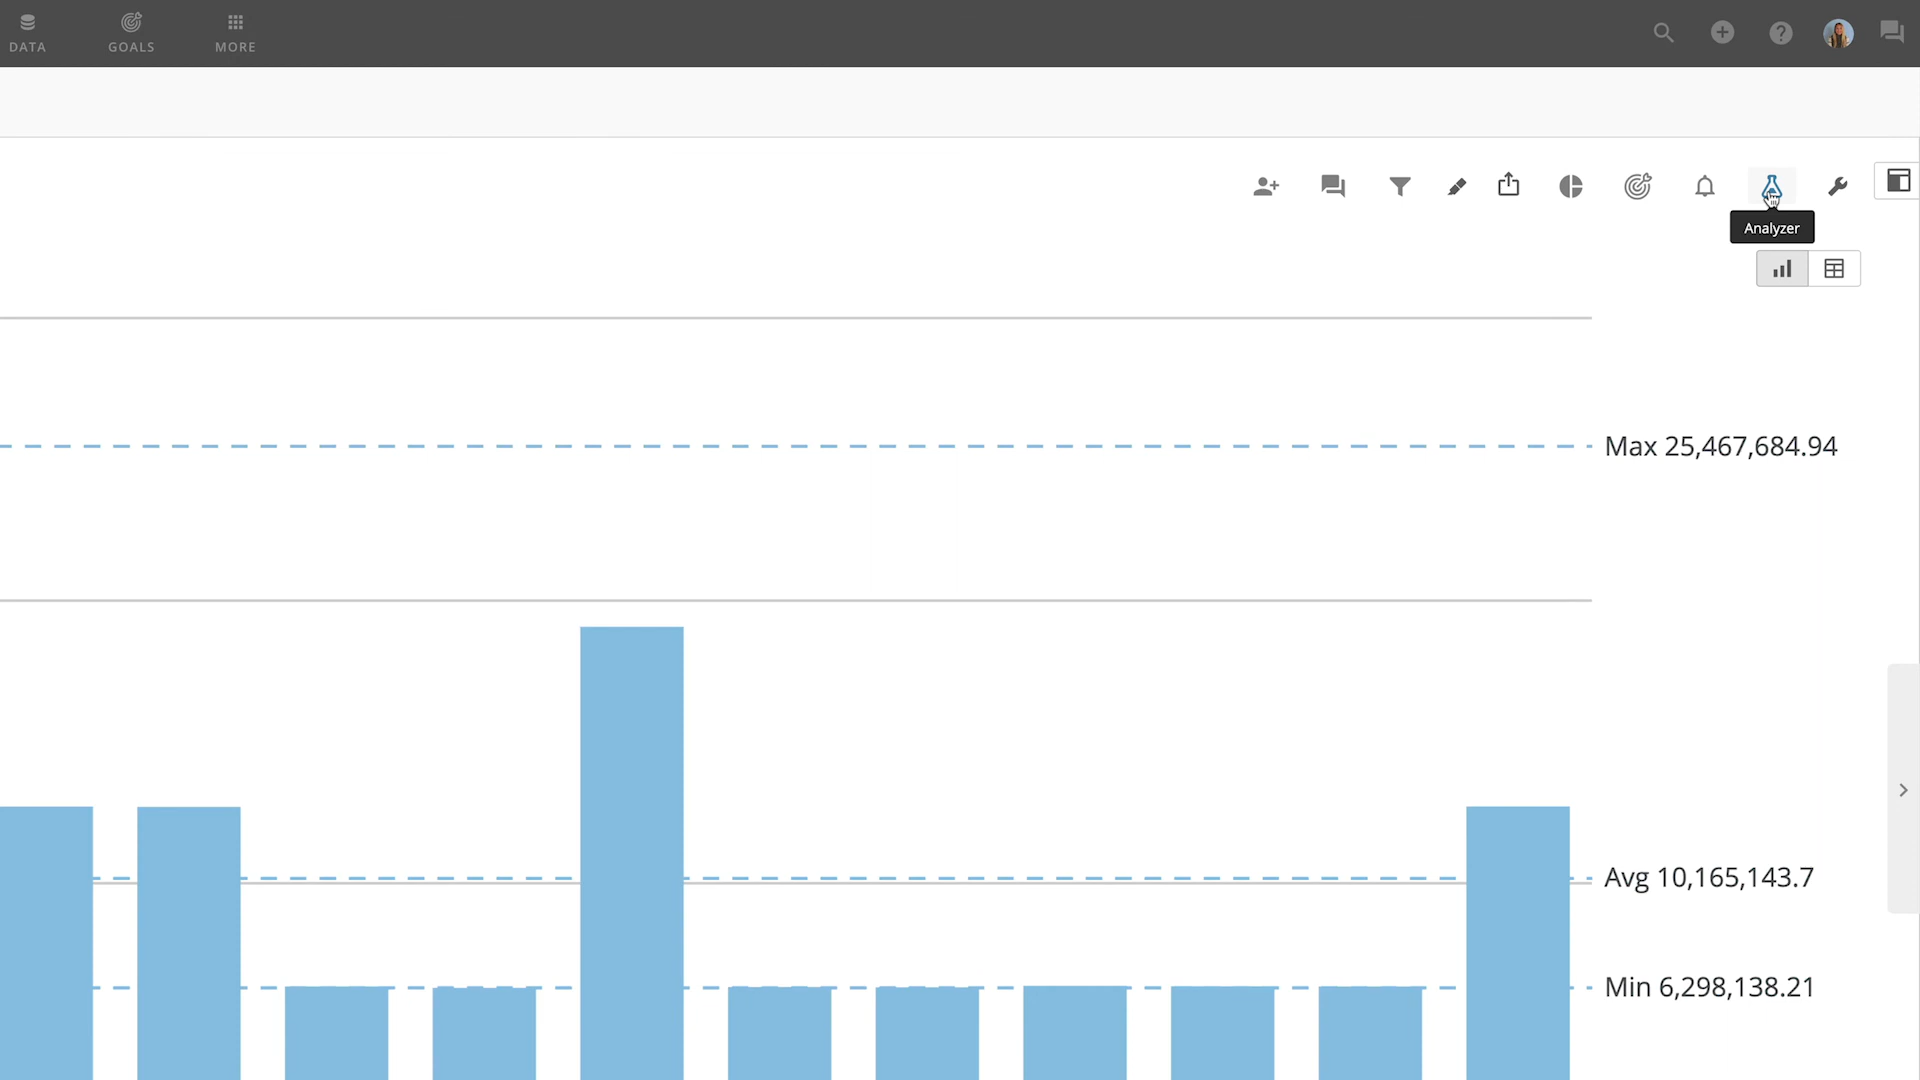 DATA
GOALS
MORE
Analyzer
Max 25,467,684.94
Avg 10,165,143.7
Min 6,298,138.21